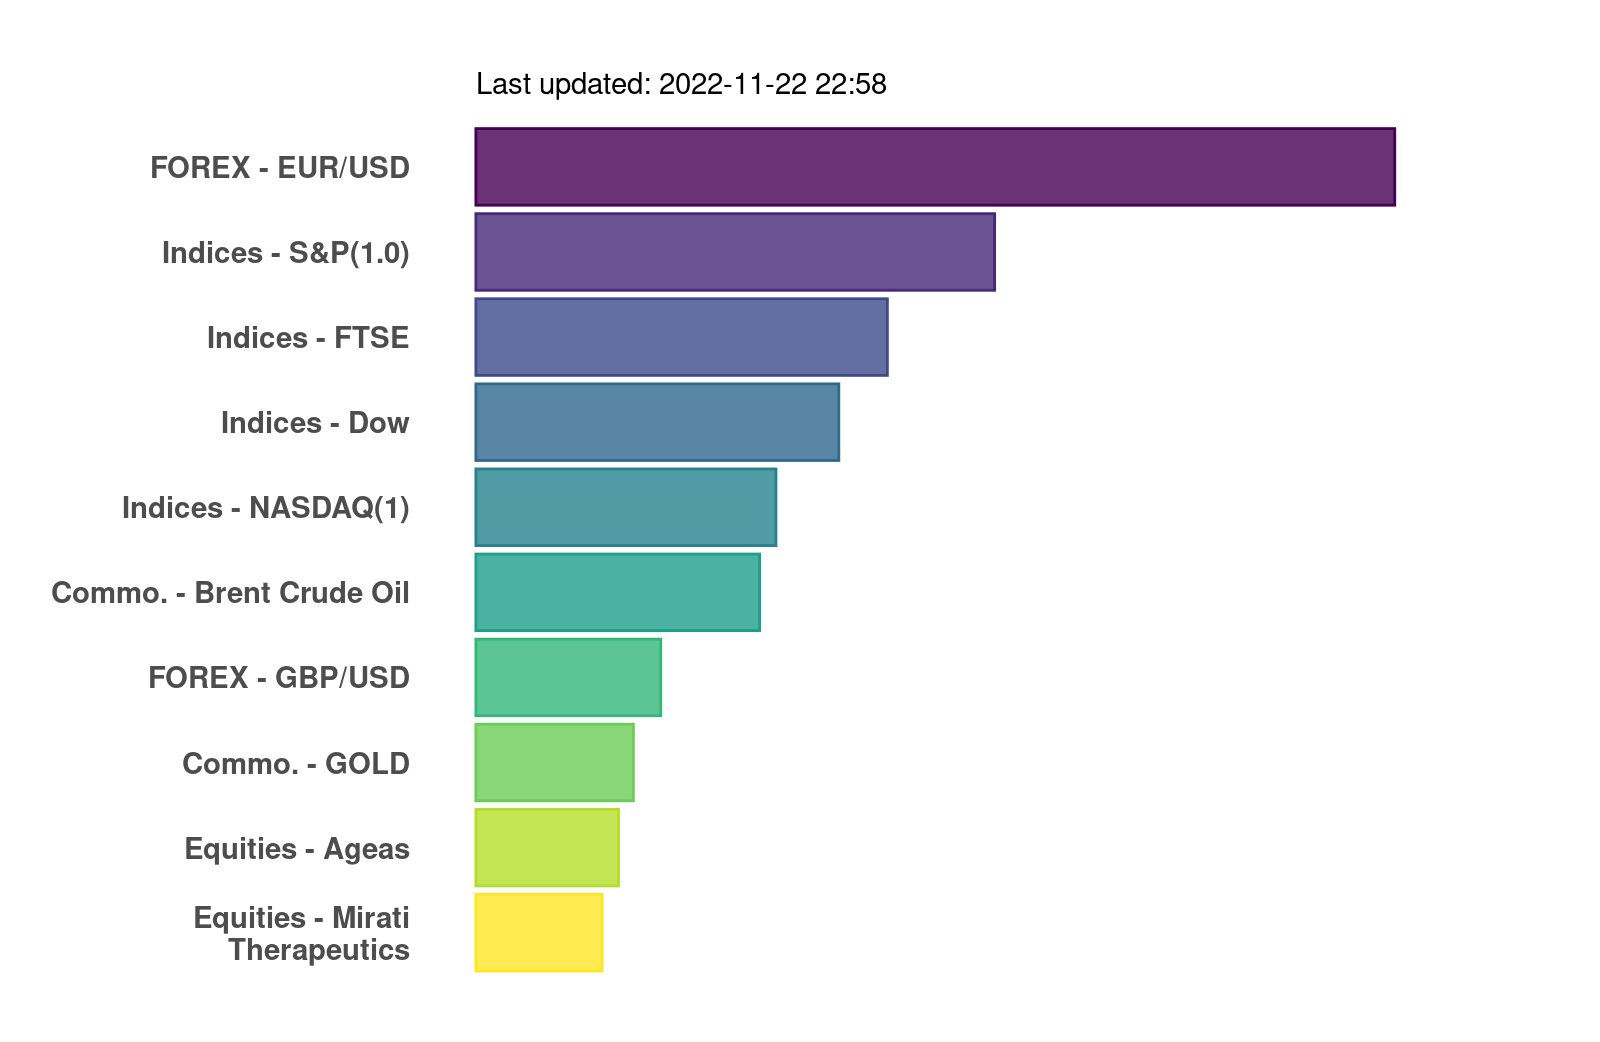 Last updated: 2022-11-22 22:58
FOREX - EUR/USD
Indices - S&P(1.0)
Indices - FTSE
Indices - Dow
Indices - NASDAQ(1)
Commo. - Brent Crude Oil
FOREX - GBP/USD
Commo. - GOLD
Equities - Ageas
Equities - Mirati
Therapeutics